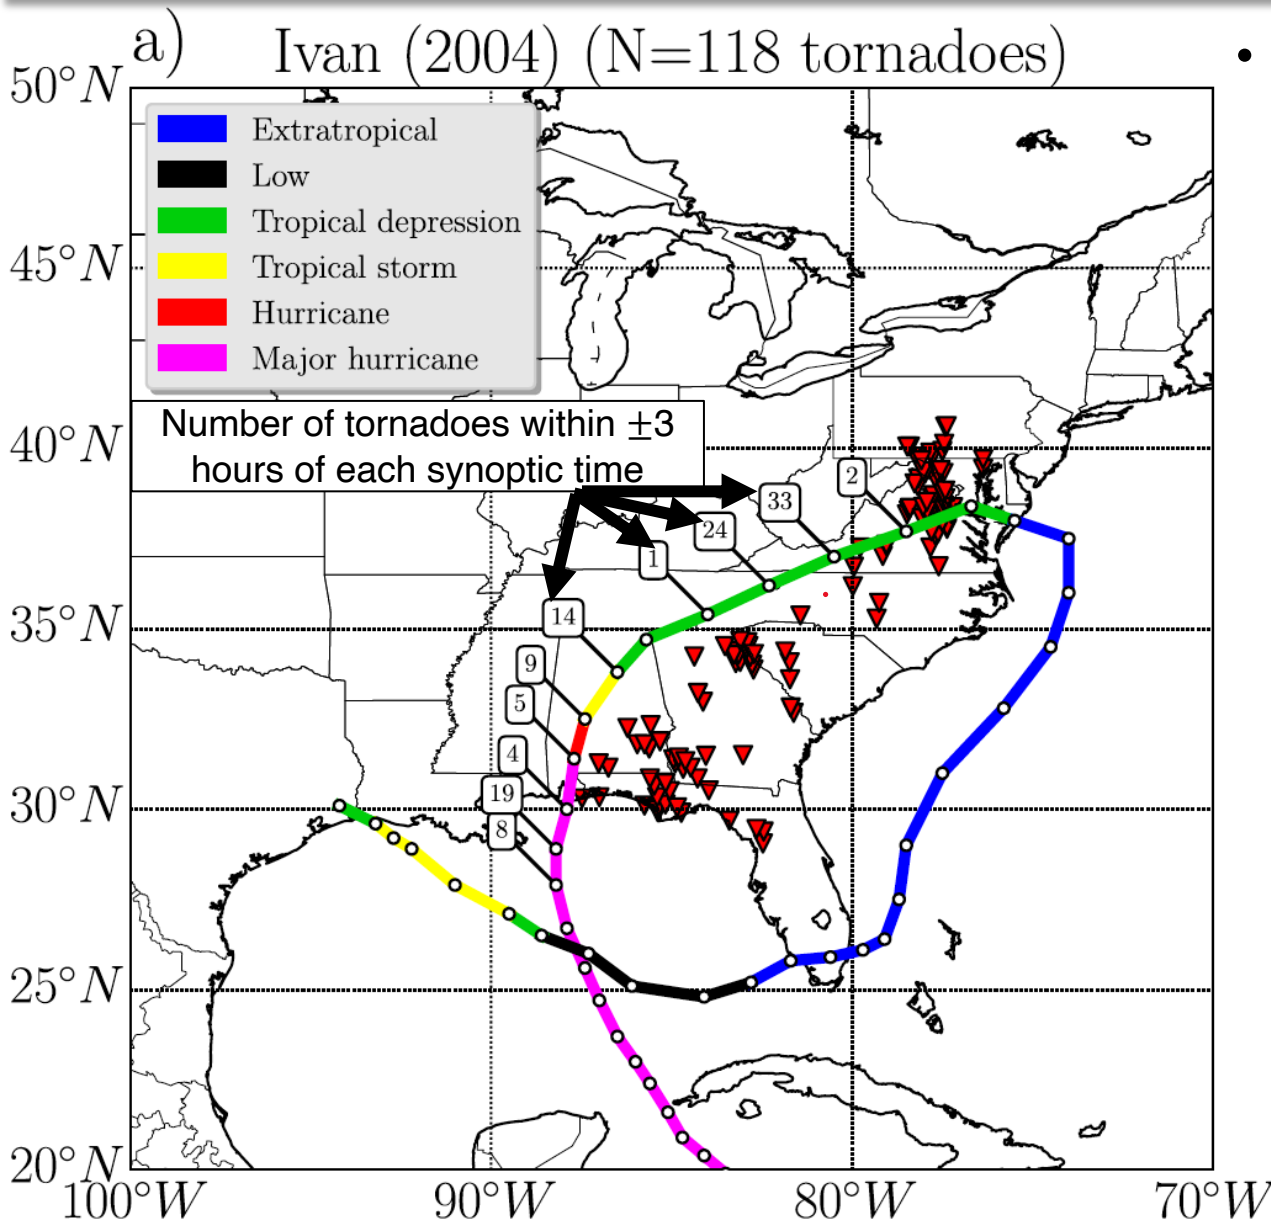 a) Ivan (2004) (N=118 tornadoes)
•
50°N
Extratropical
Low
Tropical depression
45°N
Tropical storm
Hurricane
Major hurricane
Number of tornadoes within ±3
hours of each synoptic time
40°N
2
33
24
1
14
35°N
9
5
4
19
30°N
8
25°N
20°N
100°W
90°W
80°W
70°W